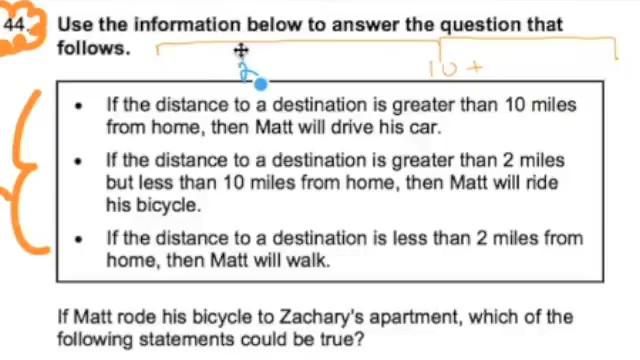 44. Use the information below to answer the question that
follows.
2
10 +
• If the distance to a destination is greater than 10 miles
from home, then Matt will drive his car.
• If the distance to a destination is greater than 2 miles
but less than 10 miles from home, then Matt will ride
his bicycle.
• If the distance to a destination is less than 2 miles from
home, then Matt will walk.
If Matt rode his bicycle to Zachary's apartment, which of the
following statements could be true?